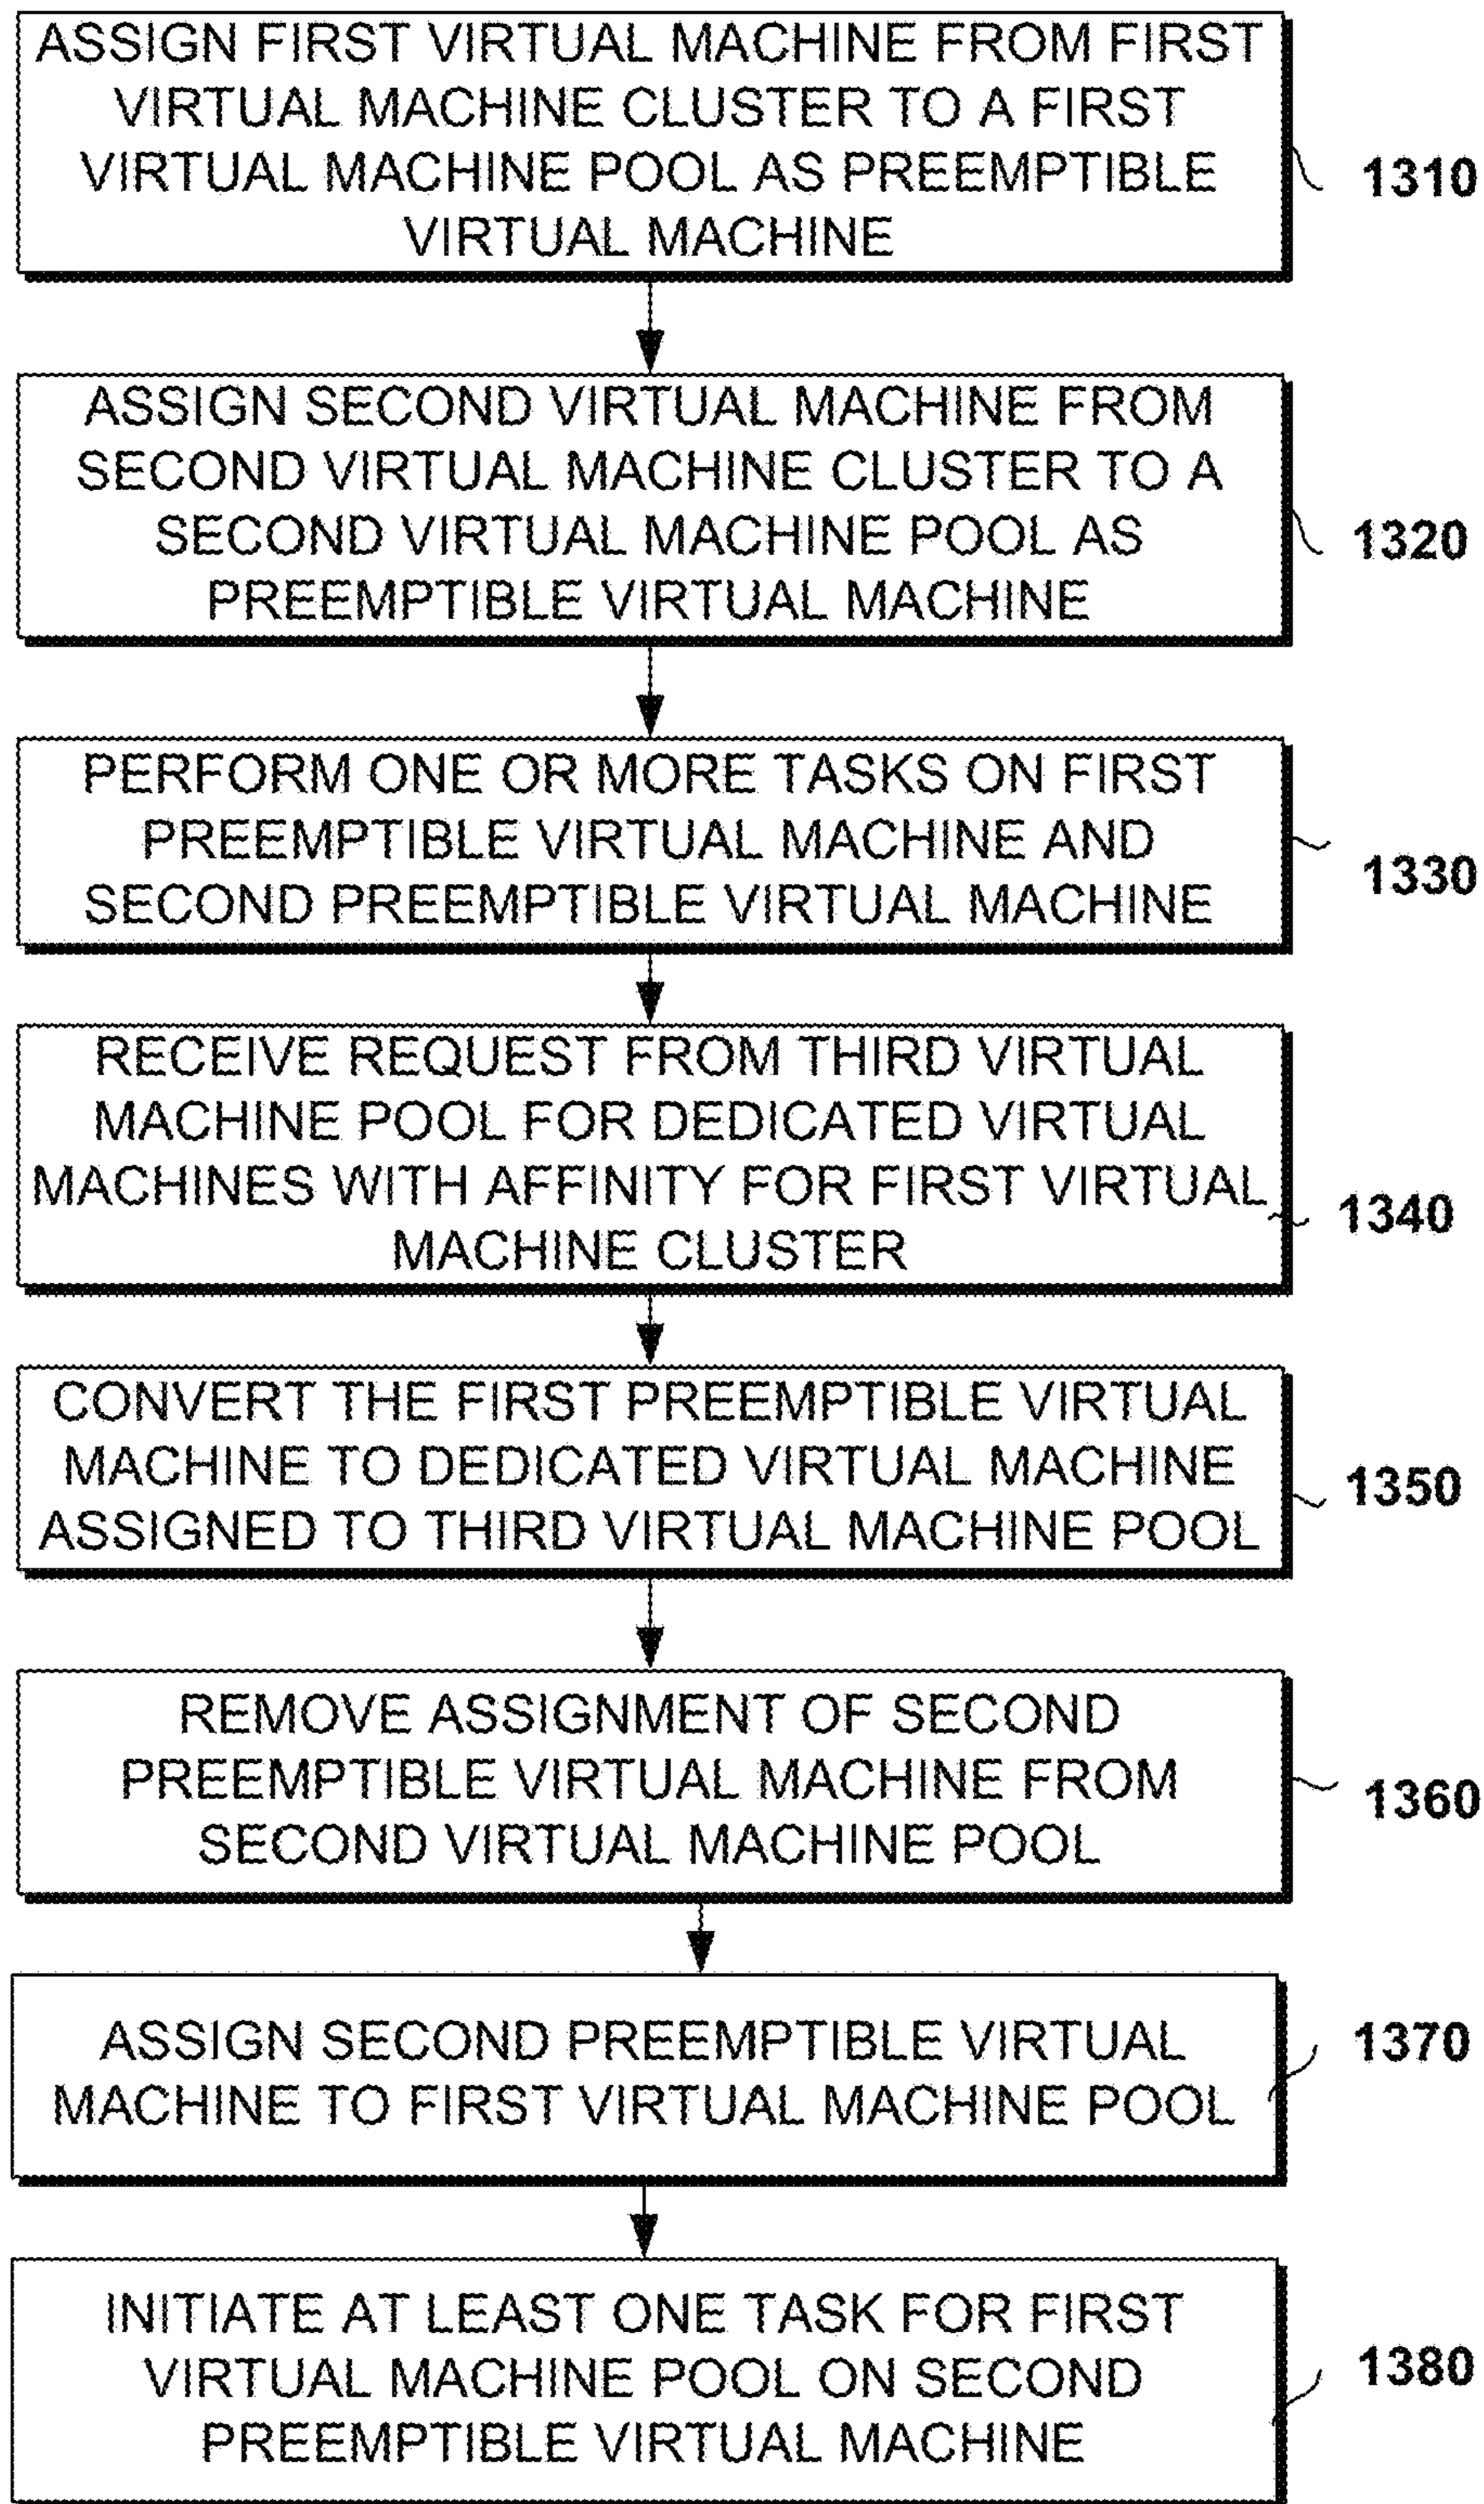 ASSIGN FIRST VIRTUAL MACHINE FROM FIRST
VIRTUAL MACHINE CLUSTER TO A FIRST
VIRTUAL MACHINE POOL AS PREEMPTIBLE
VIRTUAL MACHINE
1310
ASSIGN SECOND VIRTUAL MACHINE FROM
SECOND VIRTUAL MACHINE CLUSTER TO A
SECOND VIRTUAL MACHINE POOL AS
PREEMPTIBLE VIRTUAL MACHINE
1320
PERFORM ONE OR MORE TASKS ON FIRST
PREEMPTIBLE VIRTUAL MACHINE AND
SECOND PREEMPTIBLE VIRTUAL MACHINE
1330
RECEIVE REQUEST FROM THIRD VIRTUAL
MACHINE POOL FOR DEDICATED VIRTUAL
MACHINES WITH AFFINITY FOR FIRST VIRTUAL
MACHINE CLUSTER
1340
CONVERT THE FIRST PREEMPTIBLE VIRTUAL
MACHINE TO DEDICATED VIRTUAL MACHINE
ASSIGNED TO THIRD VIRTUAL MACHINE POOL
1350
REMOVE ASSIGNMENT OF SECOND
PREEMPTIBLE VIRTUAL MACHINE FROM
SECOND VIRTUAL MACHINE POOL
1360
ASSIGN SECOND PREEMPTIBLE VIRTUAL
MACHINE TO FIRST VIRTUAL MACHINE POOL
1370
INITIATE AT LEAST ONE TASK FOR FIRST
VIRTUAL MACHINE POOL ON SECOND
PREEMPTIBLE VIRTUAL MACHINE
1380